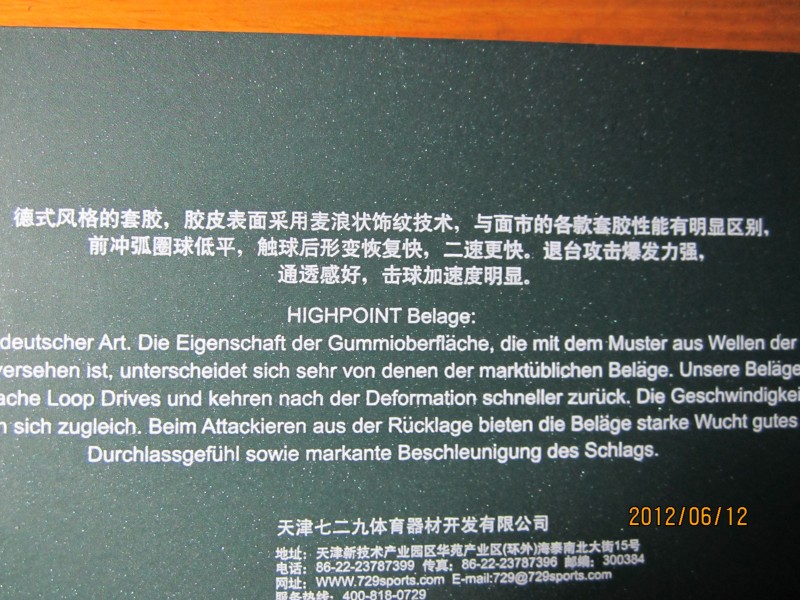 德式风格的套胶，胶皮表面采用麦浪状饰纹技术，与面市的各款套胶性能有明显区别，
前冲弧圈球低平，触球后形变恢复快，二速更快。退台攻击爆发力强，
通透感好，击球加速度明显。
HIGHPOINT Belage:
deutscher Art. Die Eigenschaft der Gummioberfläche, die mit dem Muster aus Wellen der
versehen ist, unterscheidet sich sehr von denen der marktüblichen Beläge. Unsere Beläge
ache Loop Drives und kehren nach der Deformation schneller zurück. Die Geschwindigkei
n sich zugleich. Beim Attackieren aus der Rücklage bieten die Beläge starke Wucht gutes
Durchlassgefühl sowie markante Beschleunigung des Schlags.
天津七二九体育器材开发有限公司
地址：天津新技术产业园区华苑产业区(环外)海泰南北大街15号
电话：86-22-23787399 传真：86-22-23787396 邮编：300384
网址：WWW.729sports.com E-mail:729@729sports.com
服务热线：400-818-0729
2012/06/12